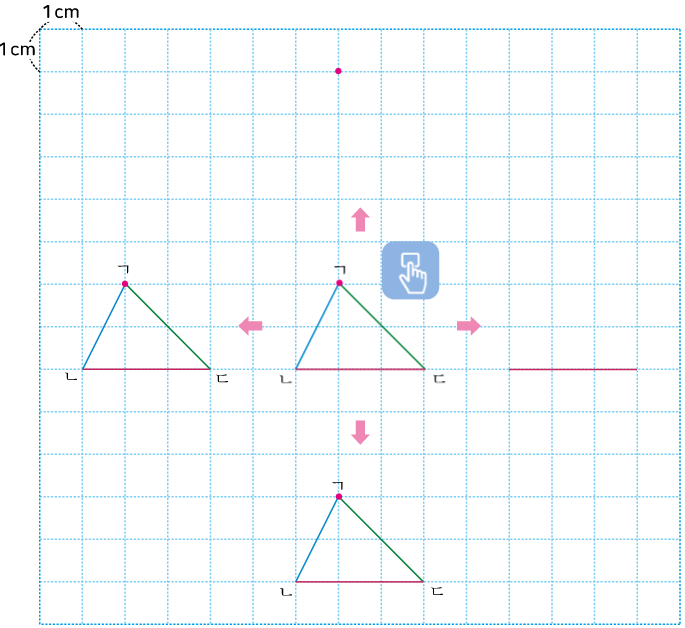 1cm
1cm
ㄱ ㄱ
ㄴ ㄷ ㄴ ㄷ
ㄱ
ㄴ ㄷ